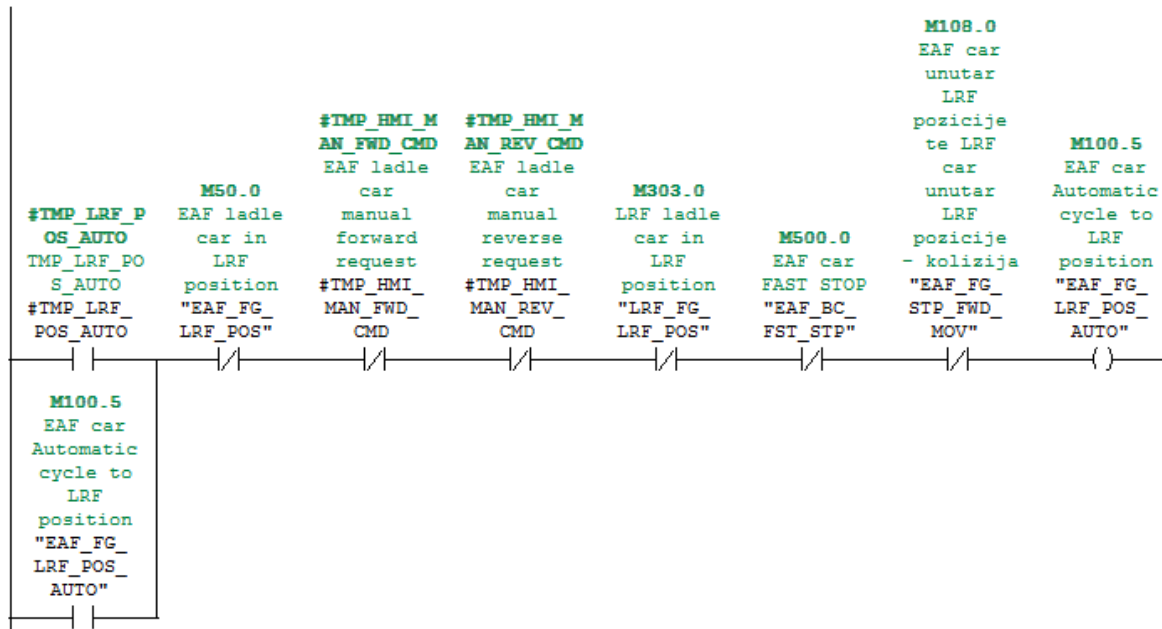 M108.0
EAF car
unutar
LRF
pozicije
te LRF
car
unutar
LRF
pozicije
- kolizija
"EAF_FG_
STP_FWD_
MOV"
#TMP_LRF_P
OS_AUTO
TMP_LRF_PO
S_AUTO
#TMP_LRF_
POS_AUTO
M50.0
EAF ladle
car in
LRF
position
"EAF_FG_
LRF_POS"
#TMP_HMI_M
AN_FWD_CMD
EAF ladle
car
manual
forward
request
#TMP_HMI_
MAN_FWD_
CMD
#TMP_HMI_M
AN_REV_CMD
EAF ladle
car
manual
reverse
request
#TMP_HMI_
MAN_REV_
CMD
M303.0
LRF ladle
car in
LRF
position
"LRF_FG_
LRF_POS"
M500.0
EAF car
FAST STOP
"EAF_BC_
FST_STP"
M100.5
EAF car
Automatic
cycle to
LRF
position
"EAF_FG_
LRF_POS_
AUTO"
M100.5
EAF car
Automatic
cycle to
LRF
position
"EAF_FG_
LRF_POS_
AUTO"